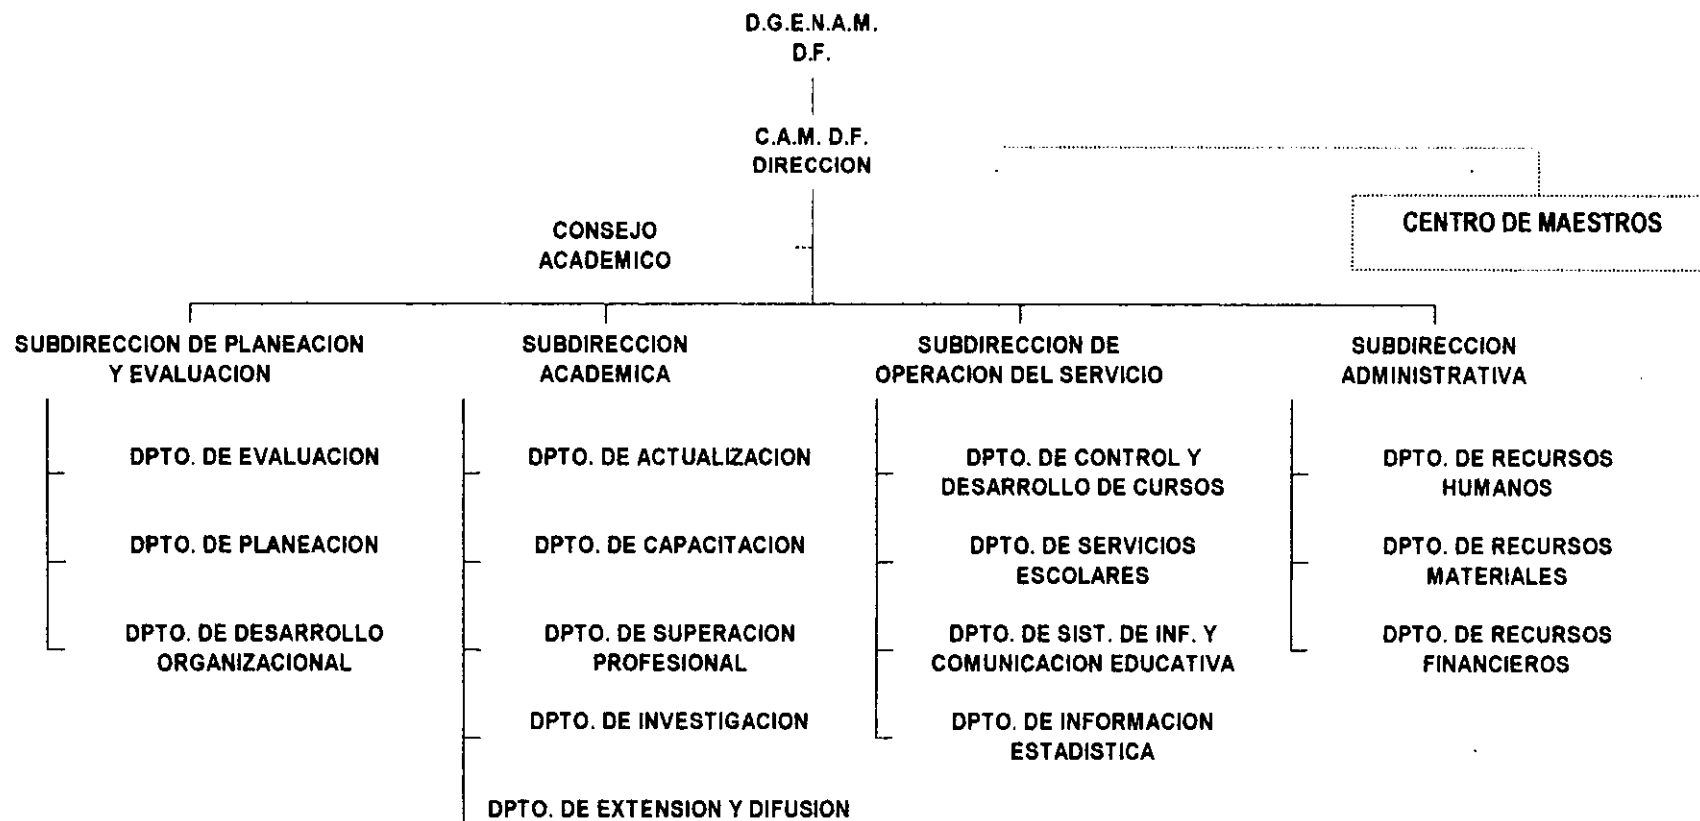 D.G.E.N.A.M.
D.F.
C.A.M. D.F.
DIRECCION
CENTRO DE MAESTROS
CONSEJO
ACADEMICO
SUBDIRECCION DE PLANEACION
Y EVALUACION
DPTO. DE EVALUACION
DPTO. DE PLANEACION
DPTO. DE DESARROLLO
ORGANIZACIONAL
SUBDIRECCION
ACADEMICA
DPTO. DE ACTUALIZACION
DPTO. DE CAPACITACION
DPTO. DE SUPERACION
PROFESIONAL
DPTO. DE INVESTIGACION
DPTO. DE EXTENSION Y DIFUSION
SUBDIRECCION DE
OPERACION DEL SERVICIO
DPTO. DE CONTROL Y
DESARROLLO DE CURSOS
DPTO. DE SERVICIOS
ESCOLARES
DPTO. DE SIST. DE INF. Y
COMUNICACION EDUCATIVA
DPTO. DE INFORMACION
ESTADISTICA
SUBDIRECCION
ADMINISTRATIVA
DPTO. DE RECURSOS
HUMANOS
DPTO. DE RECURSOS
MATERIALES
DPTO. DE RECURSOS
FINANCIEROS